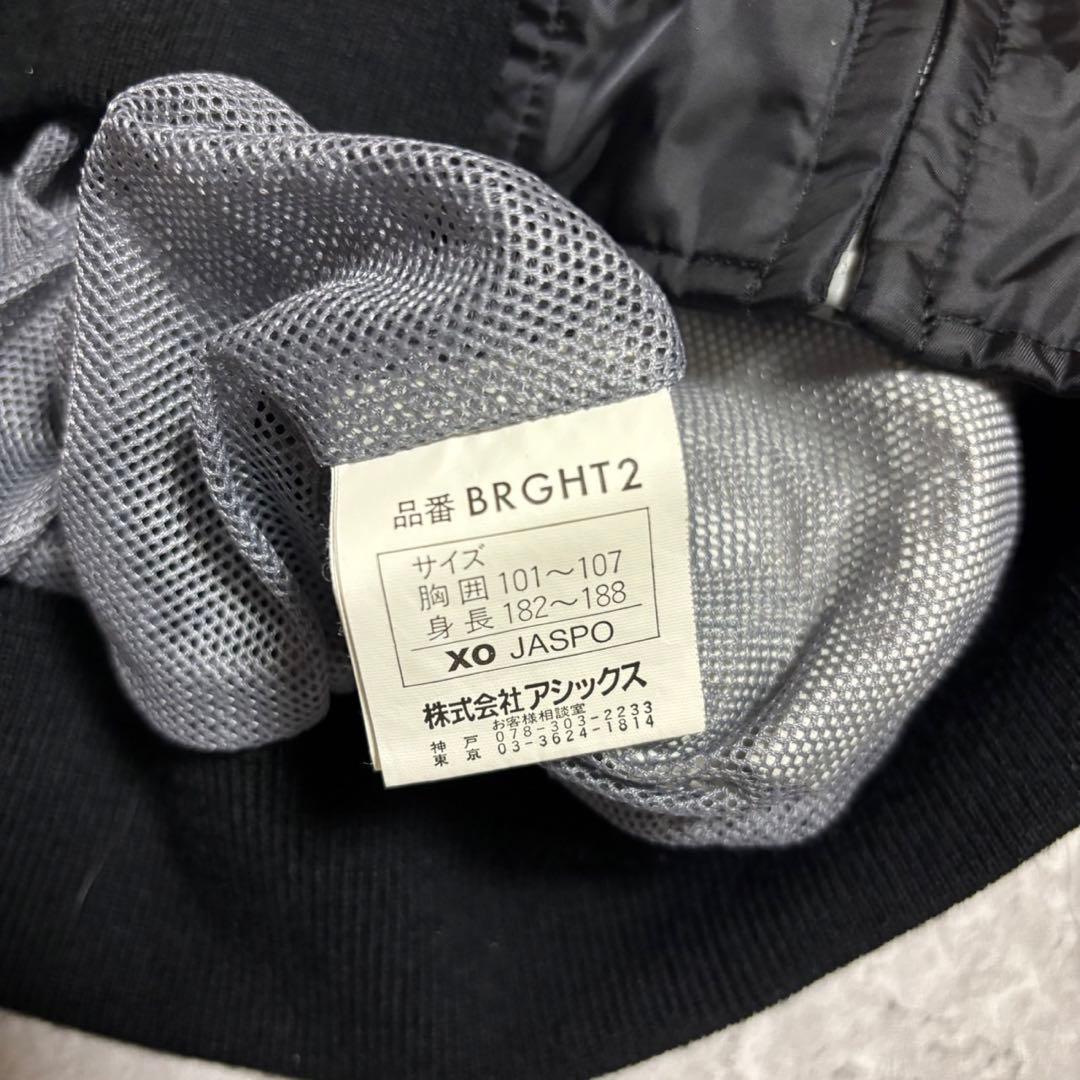 品番 BRGHT2
サイズ
胸囲 101～107
身長 182～188
XO JASPO
株式会社アシックス
お客様相談室
神戸 078-303-2233
東京 03-3624-1814